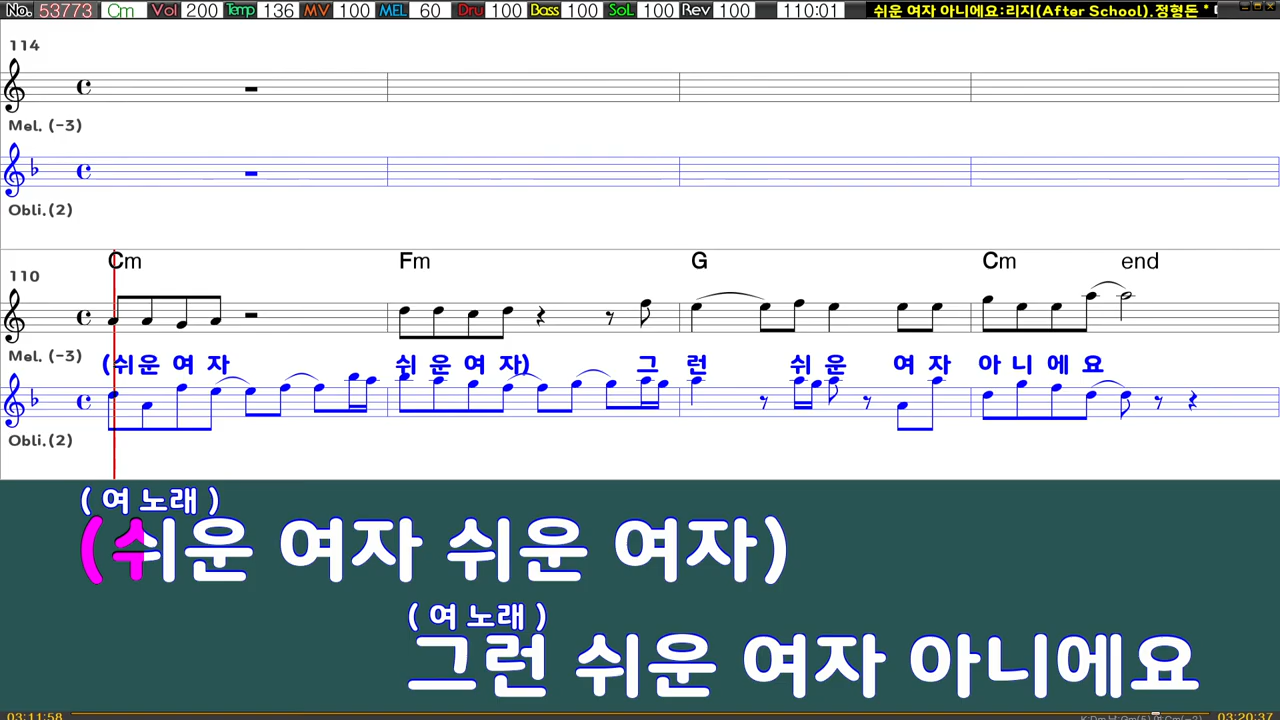 No. 53773 Cm Vol 200 Temp 136 MV 100 MEL 60 Dru 100 Bass 100 SoL 100 Rev 100 110:01 쉬운 여자 아니에요:리지(After School).정형돈 *
114
Mel. (-3)
Obli.(2)
Cm Fm G Cm end
110
Mel. (-3) (쉬운 여 자 쉬 운 여 자) 그 런 쉬 운 여 자 아 니 에 요
Obli.(2)
( 여 노래 )
(쉬운 여자 쉬운 여자)
( 여 노래 )
그런 쉬운 여자 아니에요
03:11:58 03:20:37